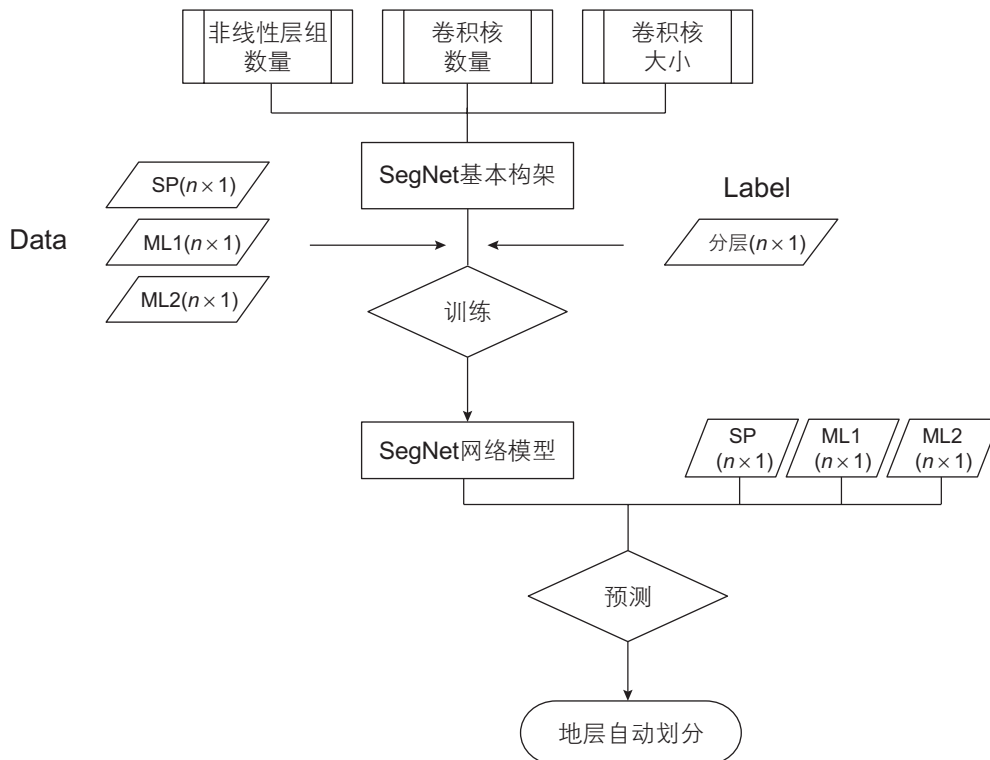 非线性层组
数量
卷积核
数量
卷积核
大小
SegNet基本构架
Data
SP(n×1)
ML1(n×1)
ML2(n×1)
Label
分层(n×1)
训练
SegNet网络模型
SP
(n×1)
ML1
(n×1)
ML2
(n×1)
预测
地层自动划分